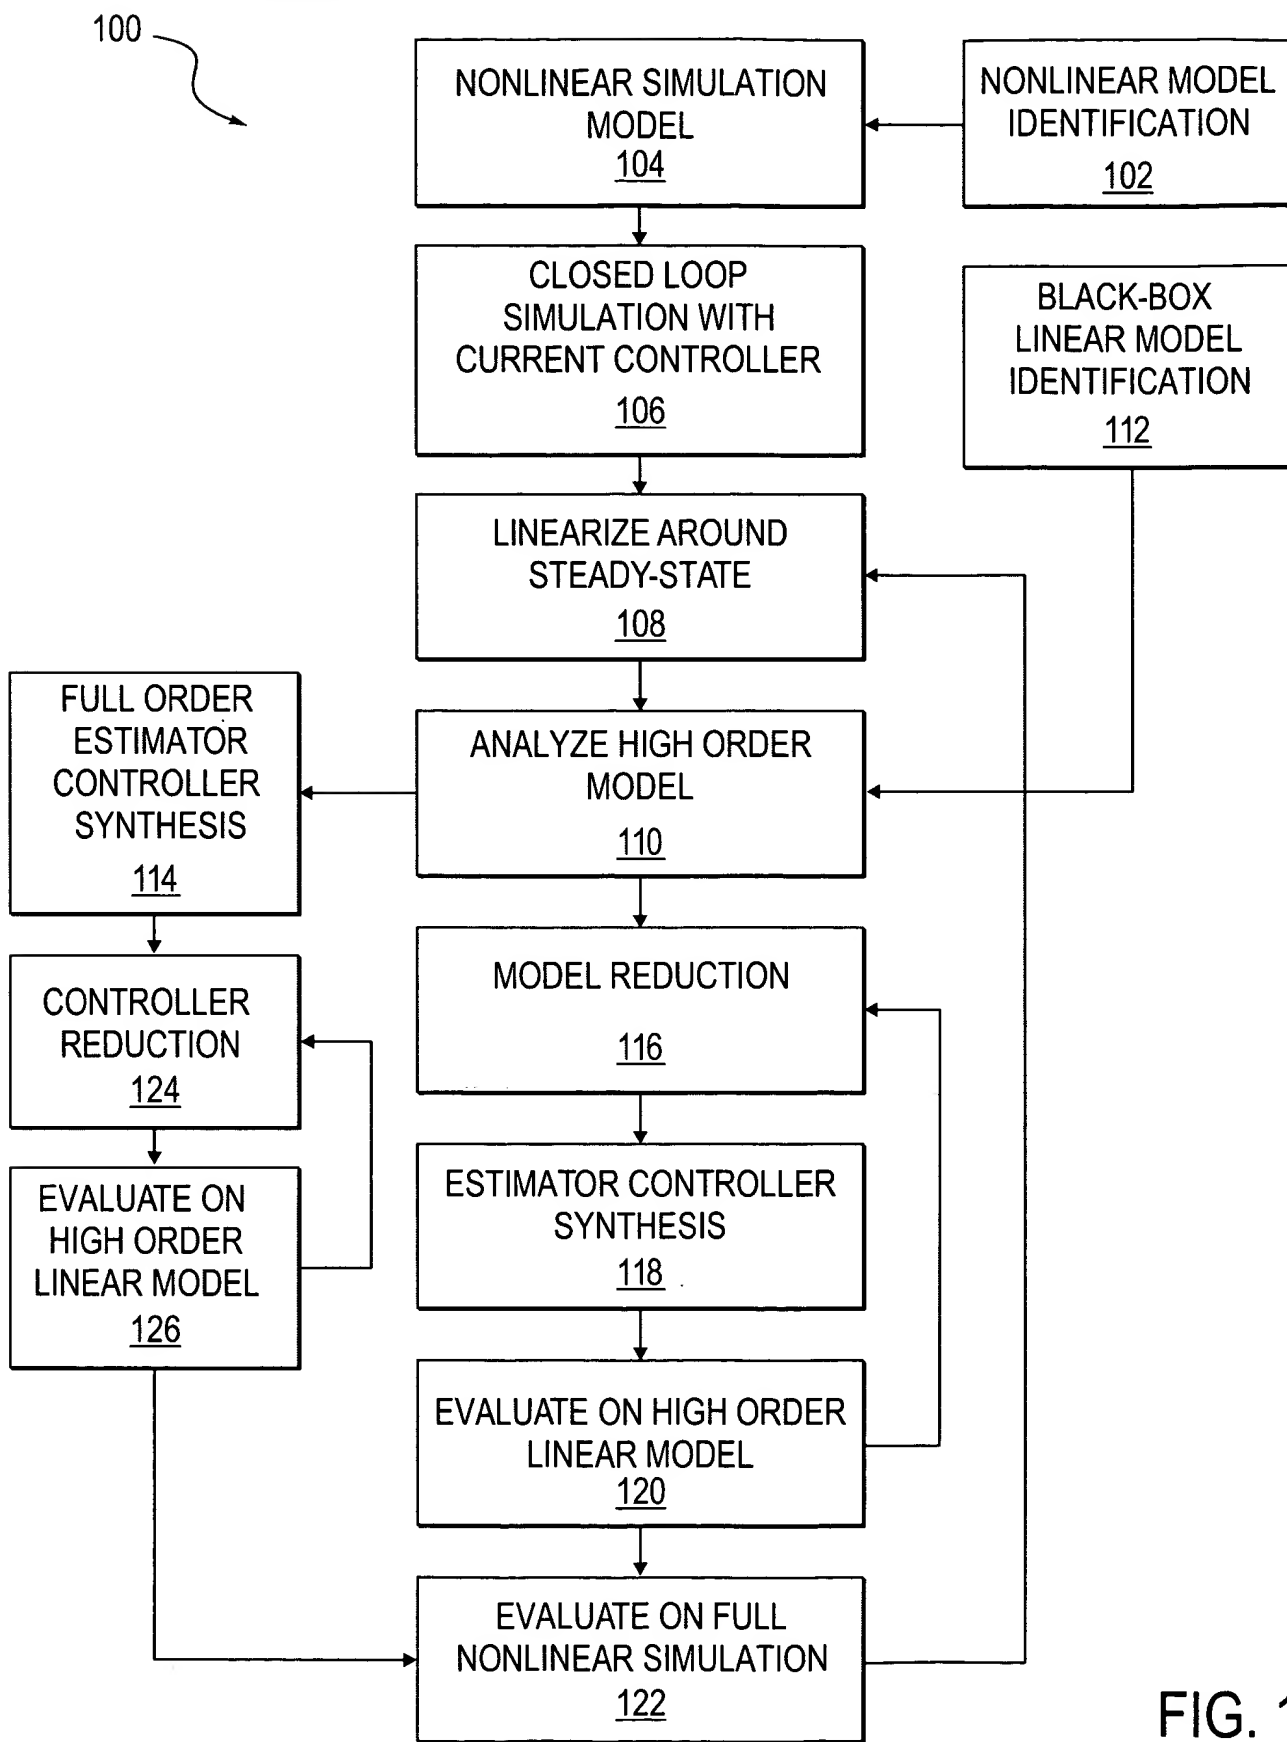 100
NONLINEAR SIMULATION
MODEL
104
NONLINEAR MODEL
IDENTIFICATION
102
CLOSED LOOP
SIMULATION WITH
CURRENT CONTROLLER
106
BLACK-BOX
LINEAR MODEL
IDENTIFICATION
112
LINEARIZE AROUND
STEADY-STATE
108
FULL ORDER
ESTIMATOR
CONTROLLER
SYNTHESIS
114
ANALYZE HIGH ORDER
MODEL
110
MODEL REDUCTION
116
CONTROLLER
REDUCTION
124
ESTIMATOR CONTROLLER
SYNTHESIS
118
EVALUATE ON
HIGH ORDER
LINEAR MODEL
126
EVALUATE ON HIGH ORDER
LINEAR MODEL
120
EVALUATE ON FULL
NONLINEAR SIMULATION
122
FIG. 1